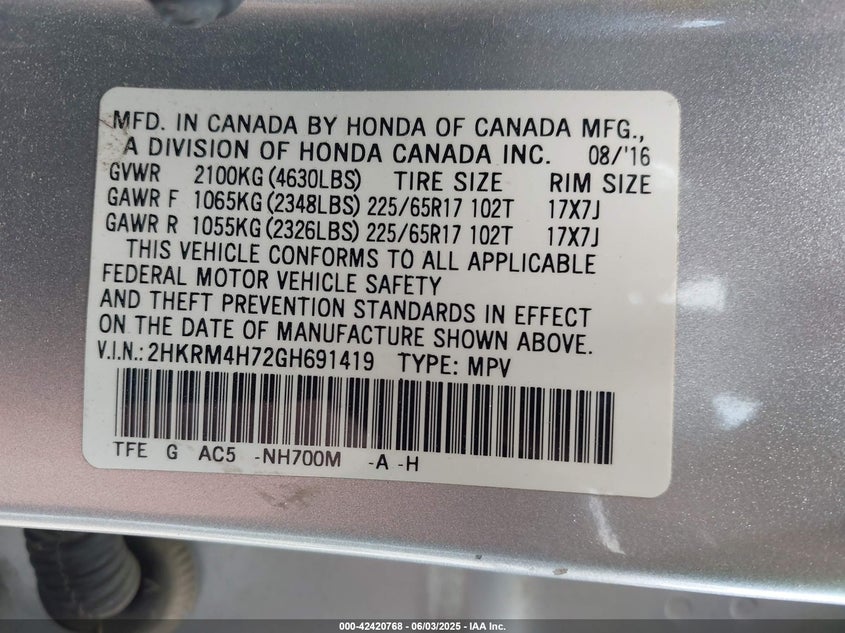 MFD. IN CANADA BY HONDA OF CANADA MFG.,
A DIVISION OF HONDA CANADA INC. 08/'16
GVWR 2100KG(4630LBS) TIRE SIZE RIM SIZE
GAWR F 1065KG(2348LBS) 225/65R17 102T 17X7J
GAWR R 1055KG(2326LBS) 225/65R17 102T 17X7J
THIS VEHICLE CONFORMS TO ALL APPLICABLE
FEDERAL MOTOR VEHICLE SAFETY
AND THEFT PREVENTION STANDARDS IN EFFECT
ON THE DATE OF MANUFACTURE SHOWN ABOVE.
V.I.N.: 2HKRM4H72GH691419 TYPE: MPV
TFE G AC5 -NH700M -A -H
000-42420768 - 06/03/2025 - IAA Inc.